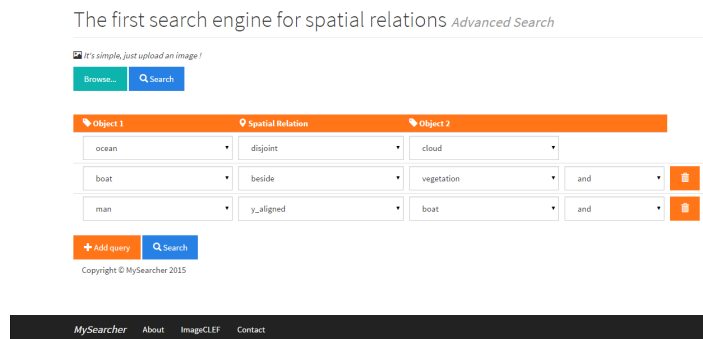 The first search engine for spatial relations Advanced Search
It's simple, just upload an image !
Browse... Search
Object 1 Spatial Relation Object 2
ocean disjoint cloud
boat beside vegetation and
man y_aligned boat and
Add query Search
Copyright © MySearcher 2015
MySearcher About ImageCLEF Contact